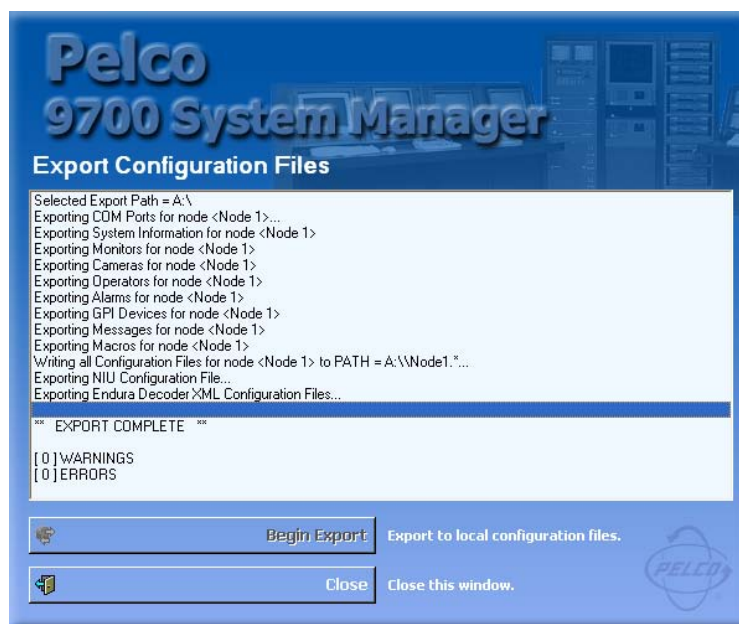 Pelco
9700 System Manager
Export Configuration Files
Selected Export Path = A:\
Exporting COM Ports for node <Node 1>...
Exporting System Information for node <Node 1>
Exporting Monitors for node <Node 1>
Exporting Cameras for node <Node 1>
Exporting Operators for node <Node 1>
Exporting Alarms for node <Node 1>
Exporting GPI Devices for node <Node 1>
Exporting Messages for node <Node 1>
Exporting Macros for node <Node 1>
Writing all Configuration Files for node <Node 1> to PATH = A:\\Node1.*...
Exporting NIU Configuration File...
Exporting Endura Decoder XML Configuration Files...
** EXPORT COMPLETE **
[ 0 ] WARNINGS
[ 0 ] ERRORS
Begin Export Export to local configuration files.
Close Close this window.
PELCO